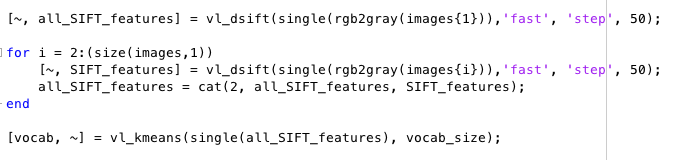 [~, all_SIFT_features] = vl_dsift(single(rgb2gray(images{1})),'fast', 'step', 50);
for i = 2:(size(images,1))
[~, SIFT_features] = vl_dsift(single(rgb2gray(images{i})),'fast', 'step', 50);
all_SIFT_features = cat(2, all_SIFT_features, SIFT_features);
end
[vocab, ~] = vl_kmeans(single(all_SIFT_features), vocab_size);